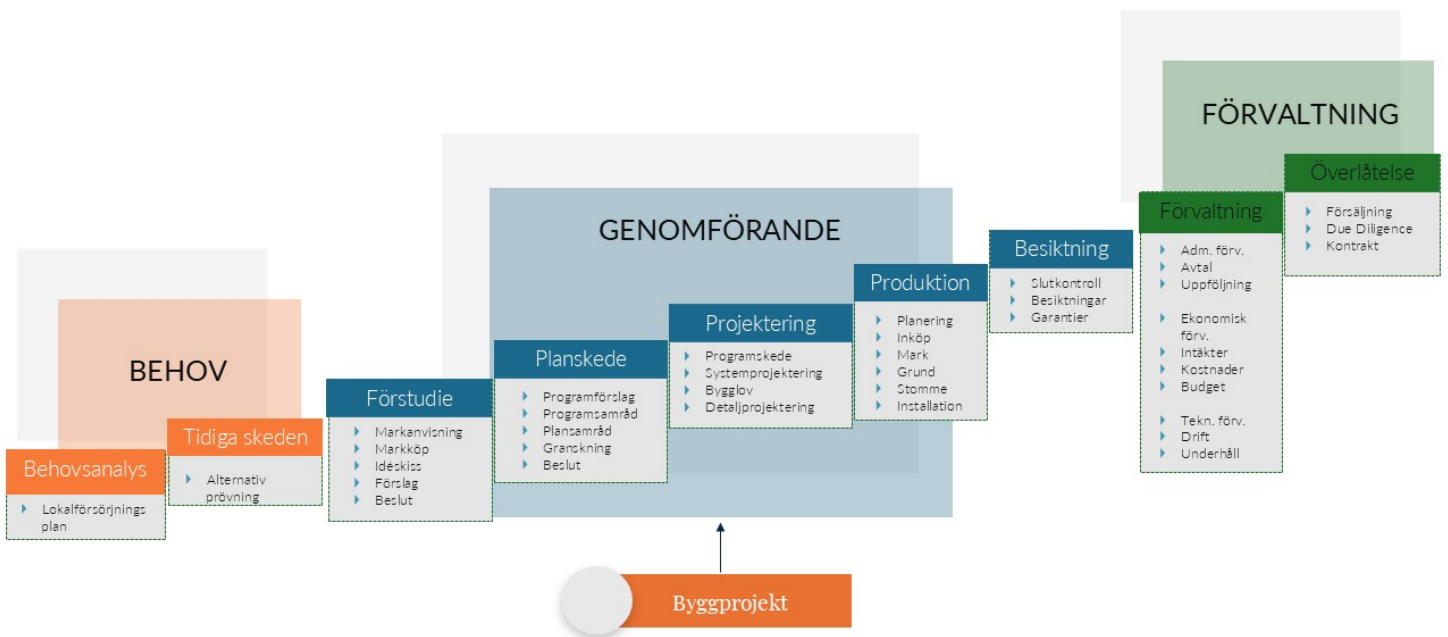 BEHOV
Behovsanalys
Lokalförsörjnings
plan
Tidiga skeden
Alternativ
prövning
GENOMFÖRANDE
Förstudie
Markanvisning
Markköp
Idéskiss
Förslag
Beslut
Planskede
Programförslag
Programsamråd
Plansamråd
Granskning
Beslut
Projektering
Programskede
Systemprojektering
Bygglov
Detaljprojektering
Produktion
Planering
Inköp
Mark
Grund
Stomme
Installation
Besiktning
Slutkontroll
Besiktningar
Garantier
FÖRVALTNING
Förvaltning
Adm. förv.
Avtal
Uppföljning
Ekonomisk
förv.
Intäkter
Kostnader
Budget
Tekn. förv.
Drift
Underhåll
Överlåtelse
Försäljning
Due Diligence
Kontrakt
Byggprojekt